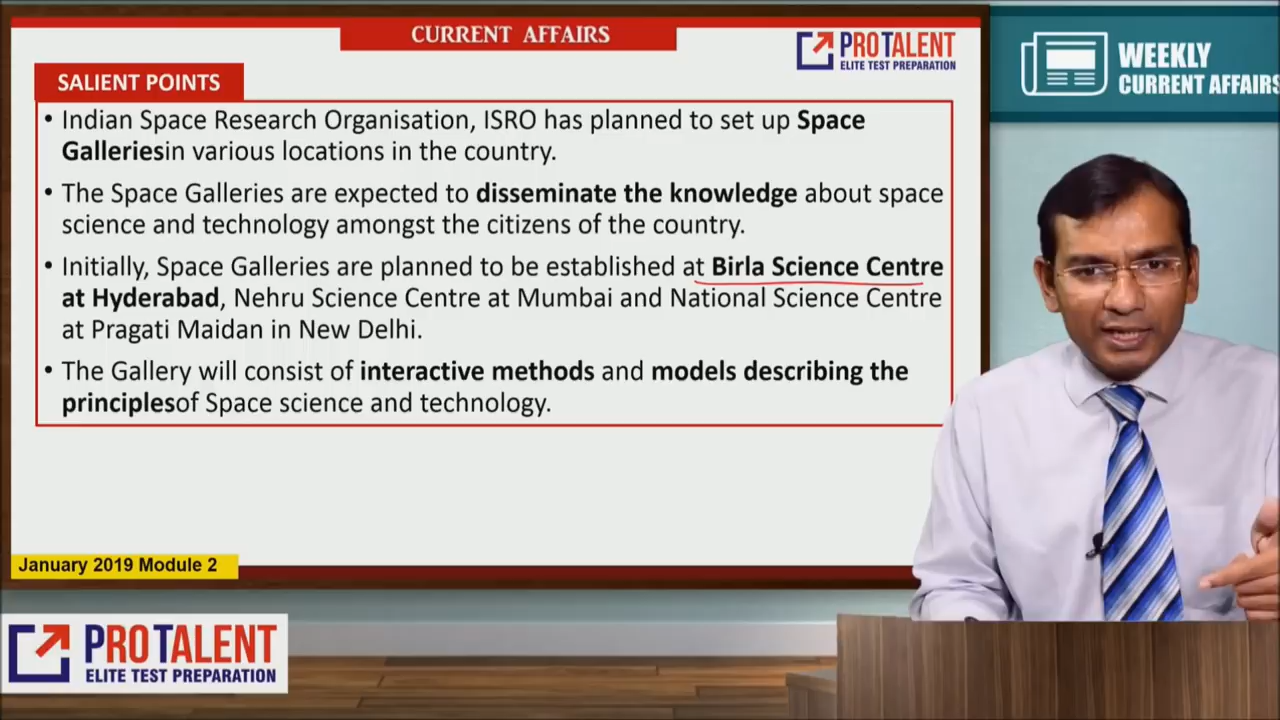 CURRENT AFFAIRS
PROTALENT
ELITE TEST PREPARATION
WEEKLY
CURRENT AFFAIRS
SALIENT POINTS
• Indian Space Research Organisation, ISRO has planned to set up Space
Galleriesin various locations in the country.
• The Space Galleries are expected to disseminate the knowledge about space
science and technology amongst the citizens of the country.
• Initially, Space Galleries are planned to be established at Birla Science Centre
at Hyderabad, Nehru Science Centre at Mumbai and National Science Centre
at Pragati Maidan in New Delhi.
• The Gallery will consist of interactive methods and models describing the
principlesof Space science and technology.
January 2019 Module 2
PROTALENT
ELITE TEST PREPARATION